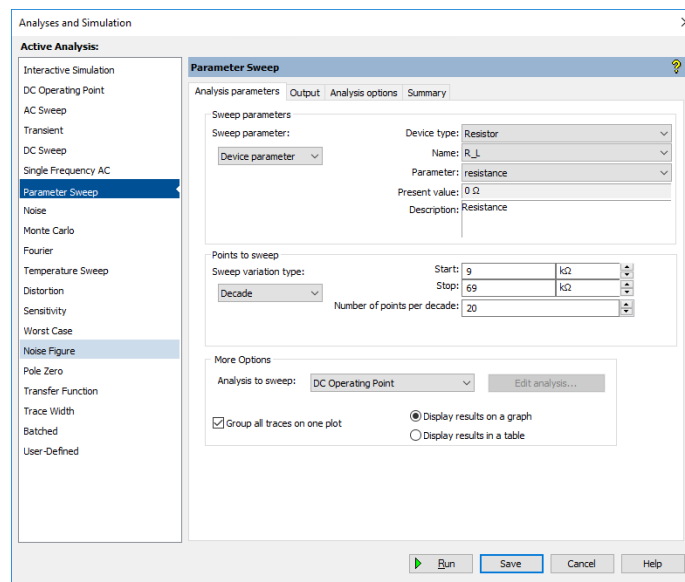 Analyses and Simulation
Active Analysis:
Interactive Simulation
DC Operating Point
AC Sweep
Transient
DC Sweep
Single Frequency AC
Parameter Sweep
Noise
Monte Carlo
Fourier
Temperature Sweep
Distortion
Sensitivity
Worst Case
Noise Figure
Pole Zero
Transfer Function
Trace Width
Batched
User-Defined
Parameter Sweep ?
Analysis parameters Output Analysis options Summary
Sweep parameters
Sweep parameter:
Device parameter
Device type: Resistor
Name: R_L
Parameter: resistance
Present value: 0 Ω
Description: Resistance
Points to sweep
Sweep variation type:
Decade
Start: 9 kΩ
Stop: 69 kΩ
Number of points per decade: 20
More Options
Analysis to sweep: DC Operating Point Edit analysis...
Group all traces on one plot
Display results on a graph
Display results in a table
Run Save Cancel Help